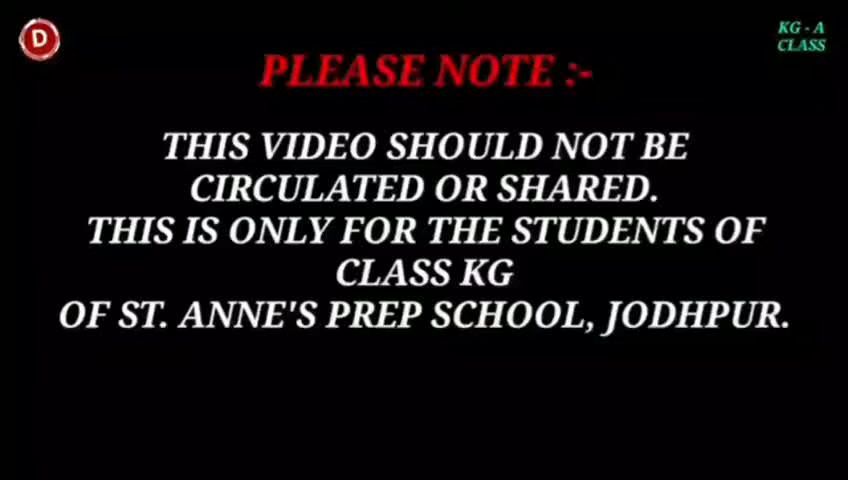 D
KG - A
CLASS
PLEASE NOTE :-
THIS VIDEO SHOULD NOT BE
CIRCULATED OR SHARED.
THIS IS ONLY FOR THE STUDENTS OF
CLASS KG
OF ST. ANNE'S PREP SCHOOL, JODHPUR.